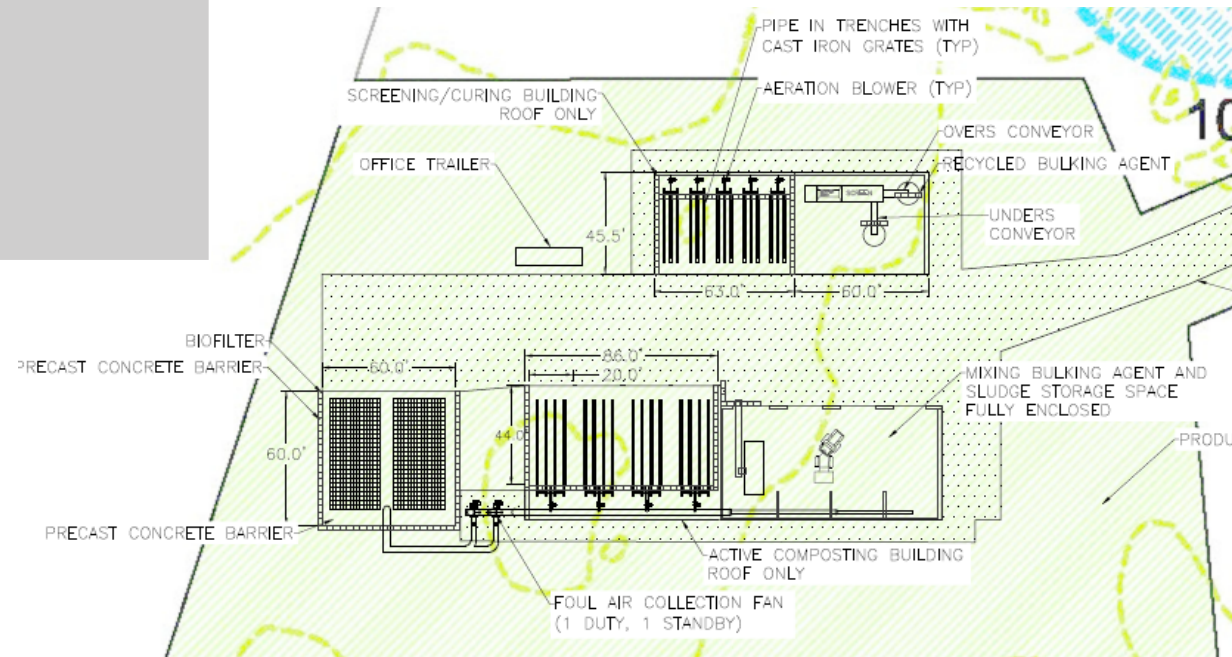 PIPE IN TRENCHES WITH
CAST IRON GRATES (TYP)
SCREENING/CURING BUILDING
ROOF ONLY
AERATION BLOWER (TYP)
10
OVERS CONVEYOR
OFFICE TRAILER
RECYCLED BULKING AGENT
SCREEN
UNDERS
CONVEYOR
45.5'
63.0'
60.0'
BIOFILTER
PRECAST CONCRETE BARRIER
60.0'
86.0'
20.0'
MIXING BULKING AGENT AND
SLUDGE STORAGE SPACE
FULLY ENCLOSED
44.0'
PRODU
60.0'
PRECAST CONCRETE BARRIER
ACTIVE COMPOSTING BUILDING
ROOF ONLY
FOUL AIR COLLECTION FAN
(1 DUTY, 1 STANDBY)